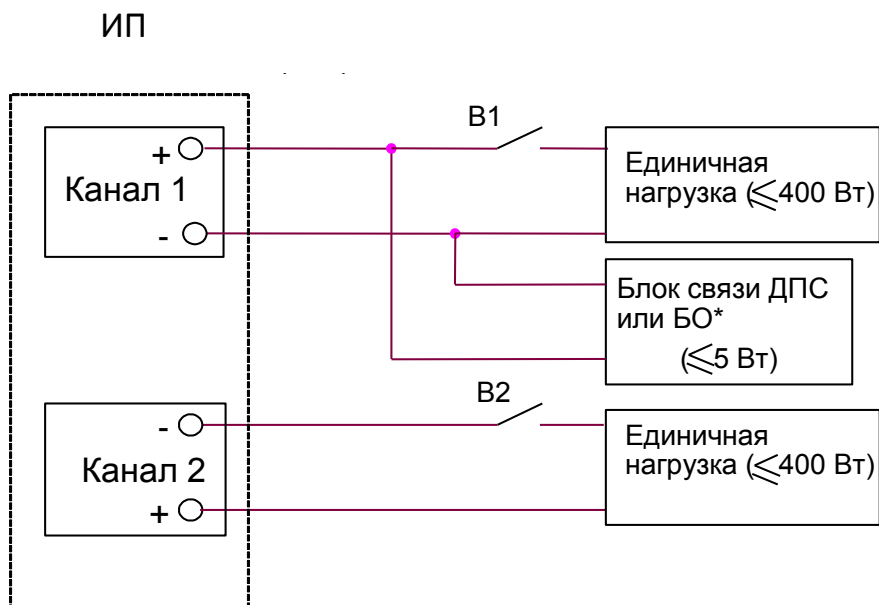 ИП
В1
+
Канал 1
-
Единичная
нагрузка (≤400 Вт)
Блок связи ДПС
или БО*
(≤5 Вт)
В2
-
Канал 2
+
Единичная
нагрузка (≤400 Вт)